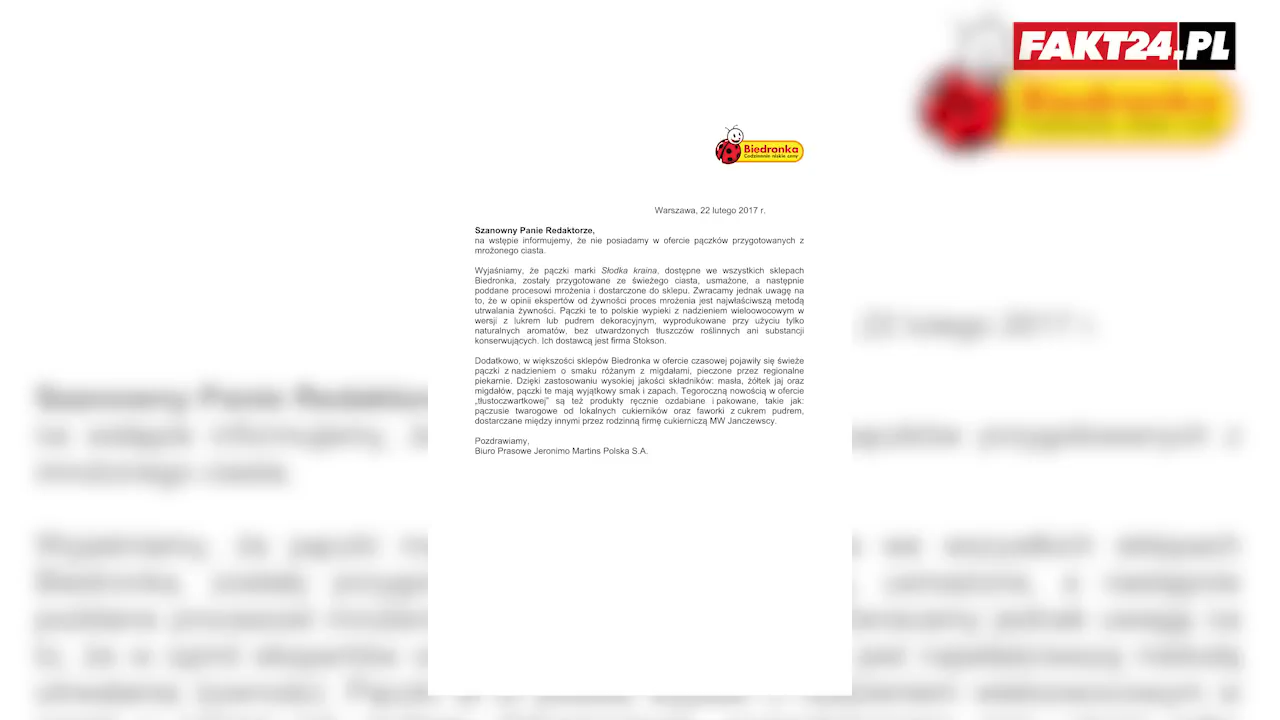 FAKT24.PL
Biedronka
Biedronka
Codziennie niskie ceny
Warszawa, 22 lutego 2017 r.
Szanowny Panie Redaktorze,
na wstępie informujemy, że nie posiadamy w ofercie pączków przygotowanych z
mrożonego ciasta.
Wyjaśniamy, że pączki marki Słodka kraina, dostępne we wszystkich sklepach
Biedronka, zostały przygotowane ze świeżego ciasta, usmażone, a następnie
poddane procesowi mrożenia i dostarczone do sklepu. Zwracamy jednak uwagę na
to, że w opinii ekspertów od żywności proces mrożenia jest najwłaściwszą metodą
utrwalania żywności. Pączki te to polskie wypieki z nadzieniem wieloowocowym w
wersji z lukrem lub pudrem dekoracyjnym, wyprodukowane przy użyciu tylko
naturalnych aromatów, bez utwardzonych tłuszczów roślinnych ani substancji
konserwujących. Ich dostawcą jest firma Stokson.
Dodatkowo, w większości sklepów Biedronka w ofercie czasowej pojawiły się świeże
pączki z nadzieniem o smaku różanym z migdałami, pieczone przez regionalne
piekarnie. Dzięki zastosowaniu wysokiej jakości składników: masła, żółtek jaj oraz
migdałów, pączki te mają wyjątkowy smak i zapach. Tegoroczną nowością w ofercie
„tłustoczwartkowej” są też produkty ręcznie ozdabiane i pakowane, takie jak:
pączusie twarogowe od lokalnych cukierników oraz faworki z cukrem pudrem,
dostarczane między innymi przez rodzinną firmę cukierniczą MW Janczewscy.
Pozdrawiamy,
Biuro Prasowe Jeronimo Martins Polska S.A.